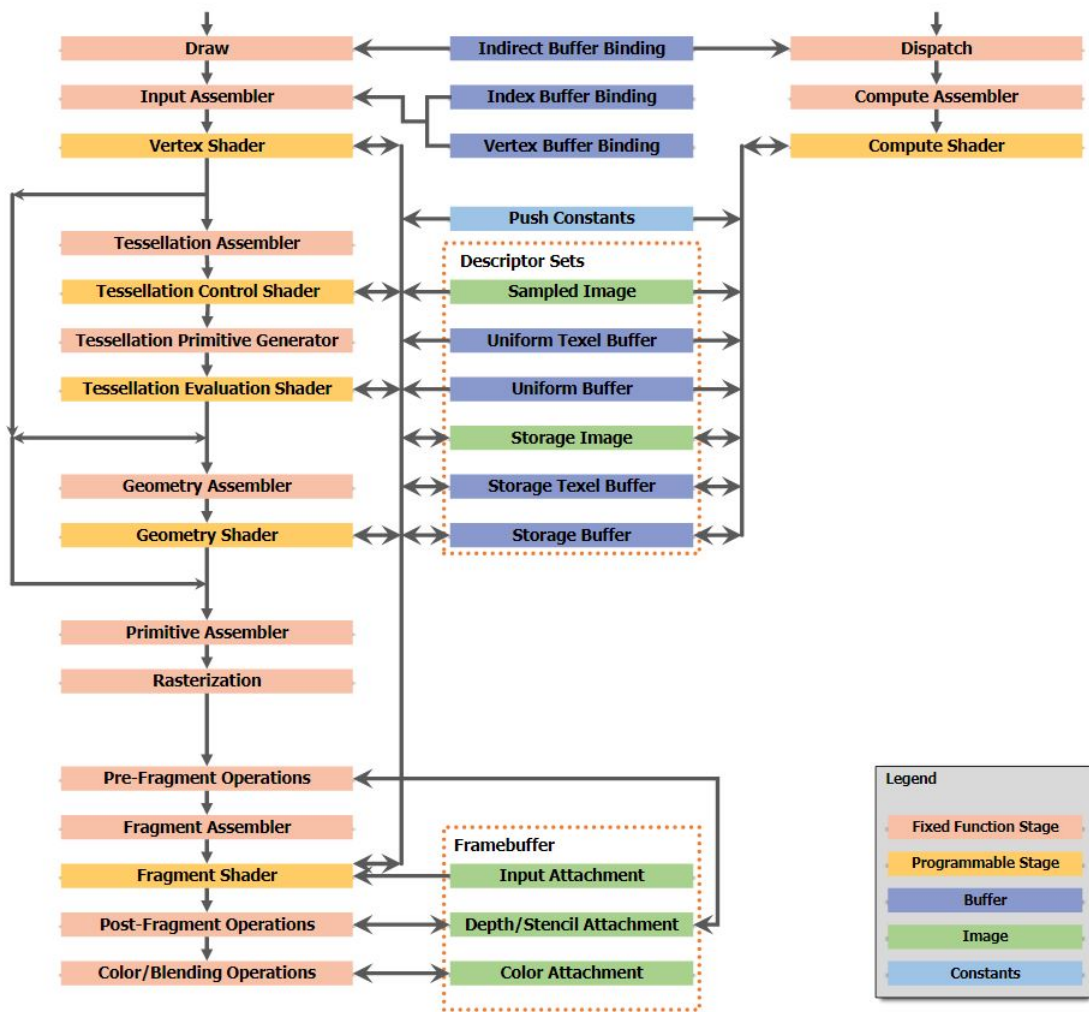 Draw
Indirect Buffer Binding
Dispatch
Input Assembler
Index Buffer Binding
Compute Assembler
Vertex Shader
Vertex Buffer Binding
Compute Shader
Push Constants
Tessellation Assembler
Descriptor Sets
Tessellation Control Shader
Sampled Image
Tessellation Primitive Generator
Uniform Texel Buffer
Tessellation Evaluation Shader
Uniform Buffer
Storage Image
Geometry Assembler
Storage Texel Buffer
Geometry Shader
Storage Buffer
Primitive Assembler
Rasterization
Pre-Fragment Operations
Fragment Assembler
Framebuffer
Fragment Shader
Input Attachment
Post-Fragment Operations
Depth/Stencil Attachment
Color/Blending Operations
Color Attachment
Legend
Fixed Function Stage
Programmable Stage
Buffer
Image
Constants